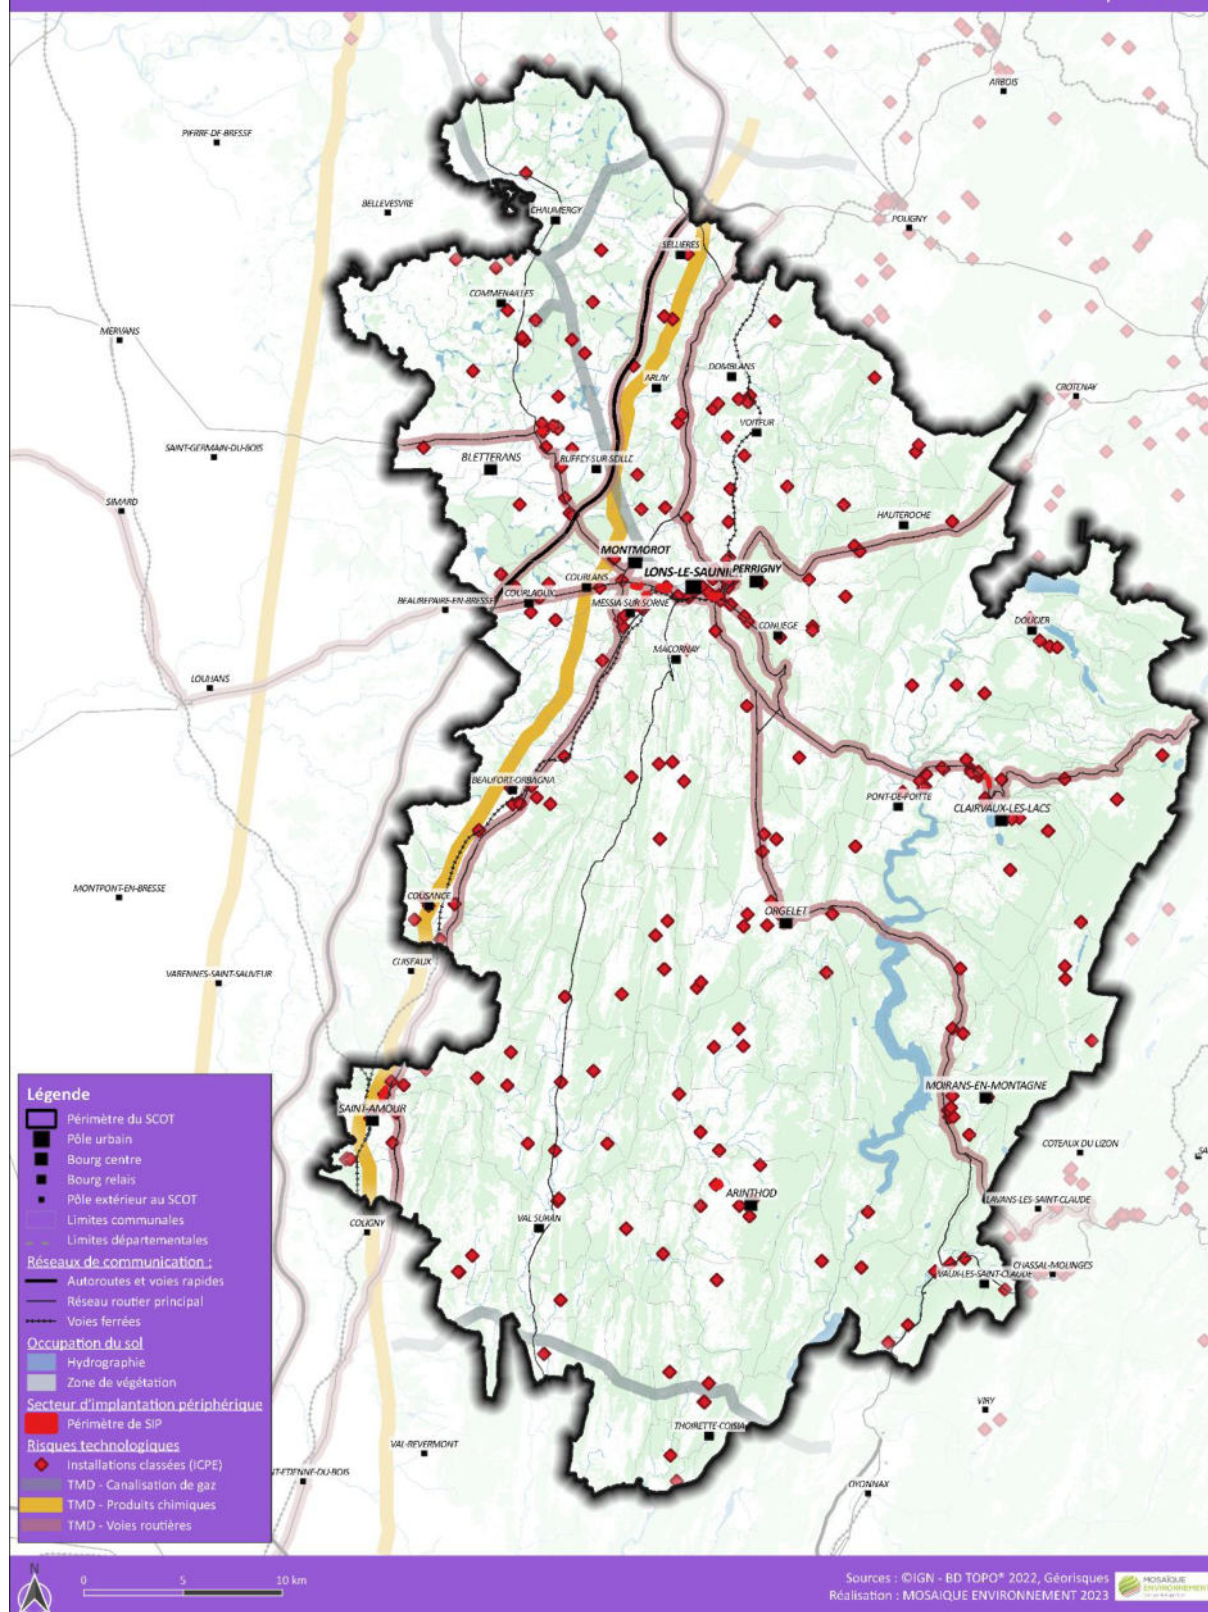 ARBOIS
PIERRE-DE-BRESSE
BELLEVESVRE
CHAUMERGY
POLIGNY
SELLIERES
COMMENAILLES
MERVANS
DOMBLANS
ARLAY
CROTENAY
VOITEUR
SAINT-GERMAIN-DU-BOIS
BLETTERANS
RUFFEY-SUR-SEILLE
SIMARD
HAUTEROCHE
MONTMOROT
LONS-LE-SAUNIE
PERRIGNY
COURLANS
BEAUREPAIRE-EN-BRESSE
COURLAOUX
MESSIA-SUR-SORNE
CONLIEGE
DOUCIER
MACORNAY
LOUHANS
BEAUFORT-ORBAGNA
PONT-DE-POITTE
CLAIRVAUX-LES-LACS
MONTPONT-EN-BRESSE
COUSANCE
ORGELET
CUISEAUX
VARENNES-SAINT-SAUVEUR
MOIRANS-EN-MONTAGNE
SAINT-AMOUR
COTEAUX DU LIZON
SA
ARINTHOD
LAVANS-LES-SAINT-CLAUDE
VAL SURAN
COLIGNY
CHASSAL-MOLINGES
VAUX-LES-SAINT-CLAUDE
VIRY
THOIRETTE-COISIA
VAL-REVERMONT
NT-ETIENNE-DU-BOIS
OYONNAX
Légende
Périmètre du SCOT
Pôle urbain
Bourg centre
Bourg relais
Pôle extérieur au SCOT
Limites communales
Limites départementales
Réseaux de communication :
Autoroutes et voies rapides
Réseau routier principal
Voies ferrées
Occupation du sol
Hydrographie
Zone de végétation
Secteur d'implantation périphérique
Périmètre de SIP
Risques technologiques
Installations classées (ICPE)
TMD - Canalisation de gaz
TMD - Produits chimiques
TMD - Voies routières
N
0 5 10 km
Sources : ©IGN - BD TOPO® 2022, Géorisques
Réalisation : MOSAIQUE ENVIRONNEMENT 2023
MOSAÏQUE
ENVIRONNEMENT